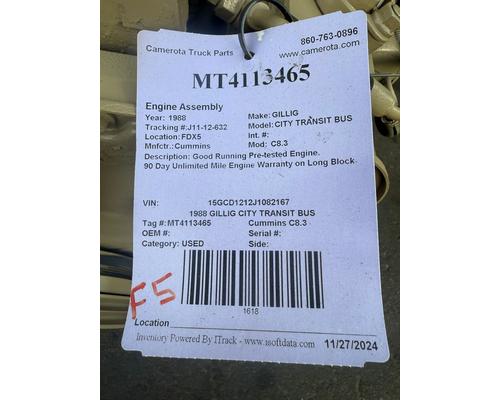 Camerota Truck Parts 860-763-0896
www.camerota.com
MT4113465
Engine Assembly
Year: 1988 Make: GILLIG
Tracking #:J11-12-632 Model: CITY TRANSIT BUS
Location: FDX5 Int. #:
Mnfctr.: Cummins Mod: C8.3
Description: Good Running Pre-tested Engine.
90 Day Unlimited Mile Engine Warranty on Long Block-
VIN: 15GCD1212J1082167
1988 GILLIG CITY TRANSIT BUS
Tag #: MT4113465 Cummins C8.3
OEM #: Serial #:
Category: USED Side:
F5
1618
Location
Inventory Powered By ITrack - www.isoftdata.com 11/27/2024